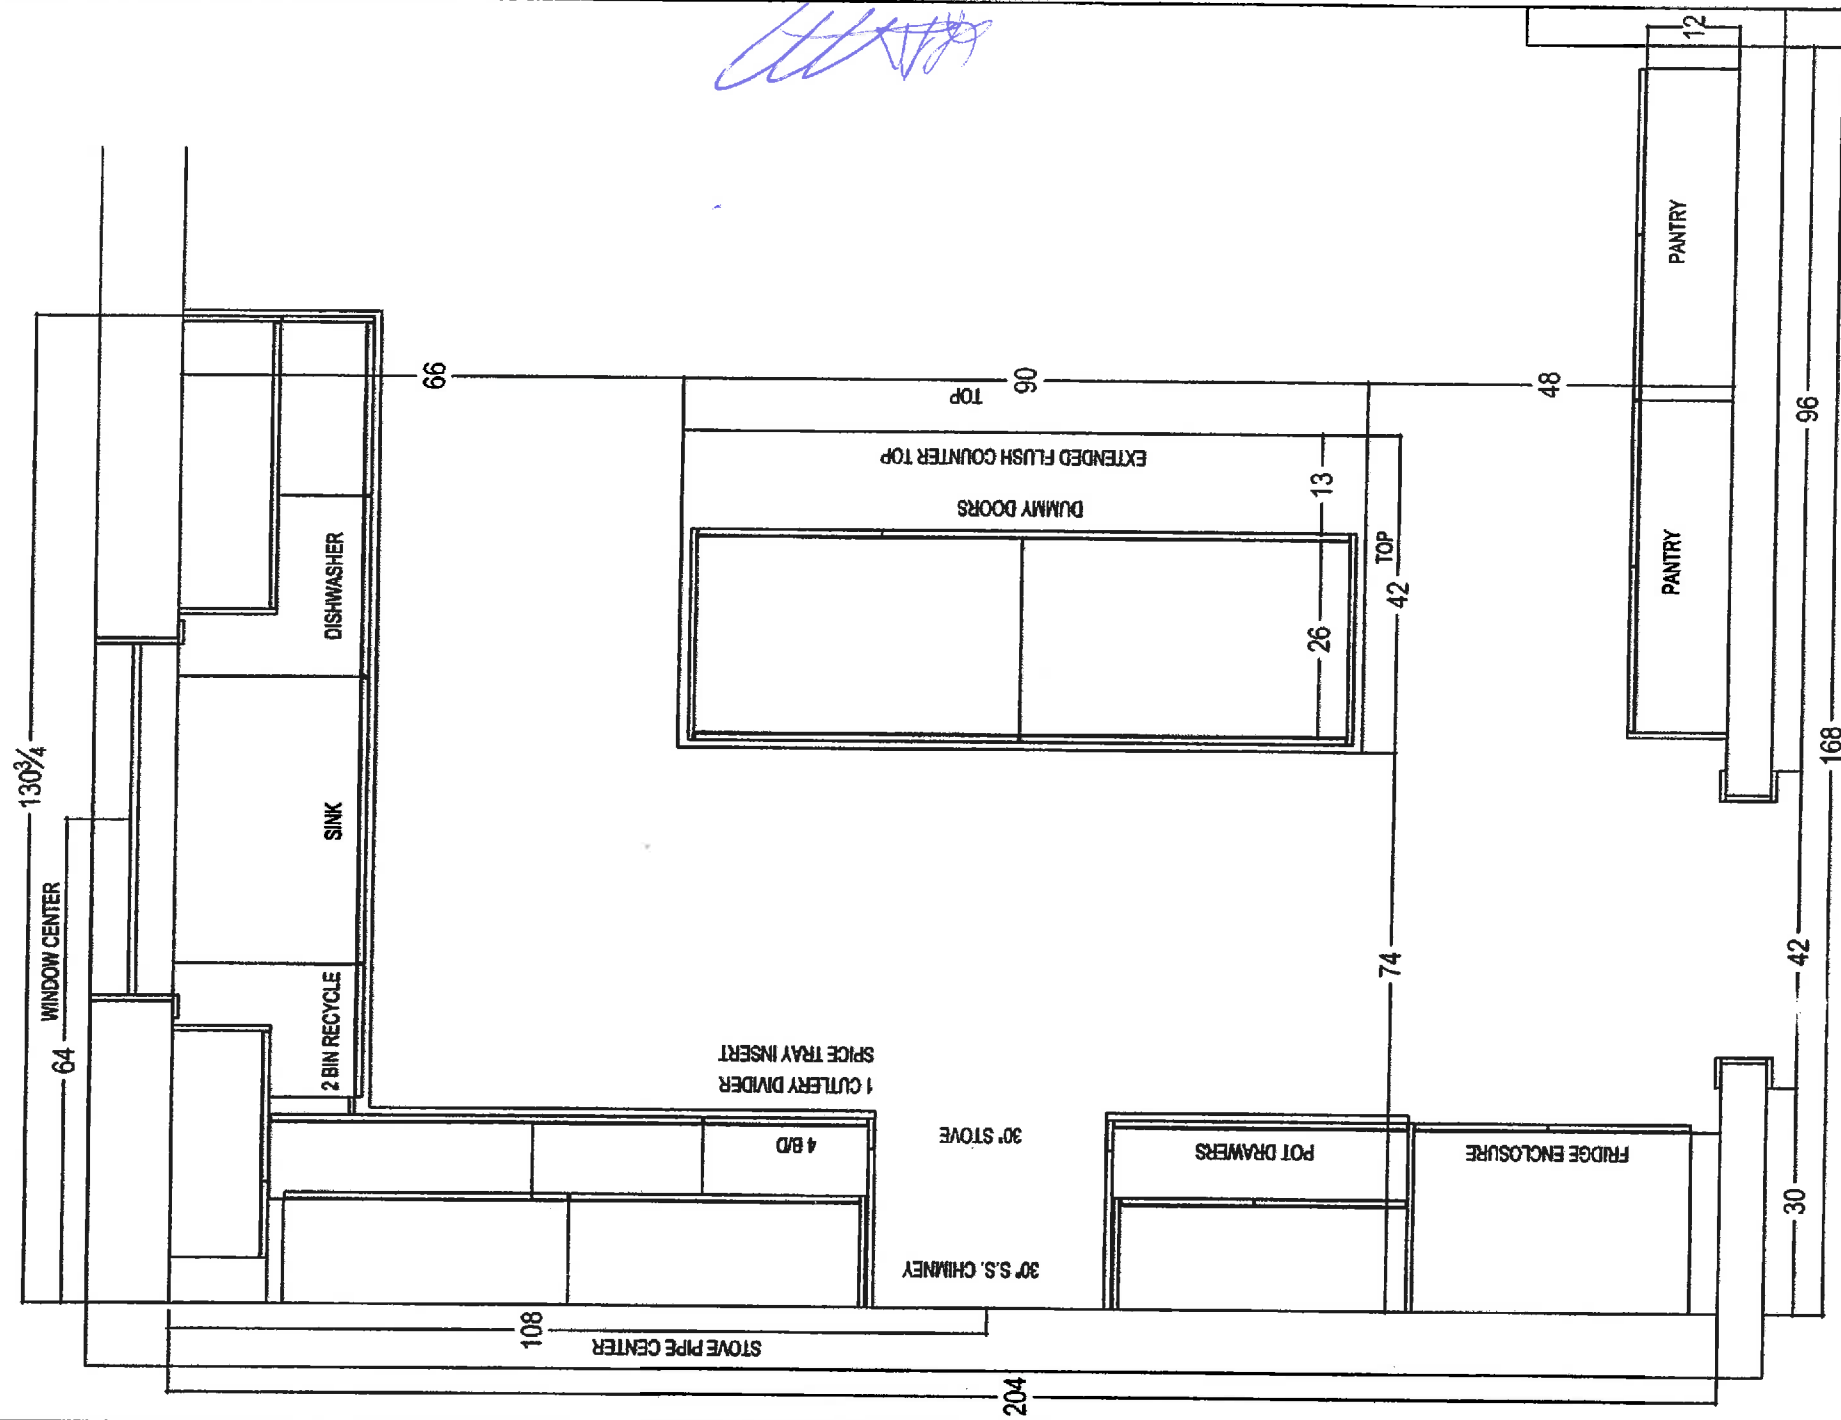 12
130¾
WINDOW CENTER
64
66
TOP
90
48
PANTRY
96
EXTENDED FLUSH COUNTER TOP
DUMMY DOORS
13
DISHWASHER
TOP
42
26
PANTRY
168
SINK
2 BIN RECYCLE
74
42
SPICE TRAY INSERT
1 CUTLERY DIVIDER
4 B/D
30" STOVE
POT DRAWERS
FRIDGE ENCLOSURE
30
30" S.S. CHIMNEY
108
STOVE PIPE CENTER
204